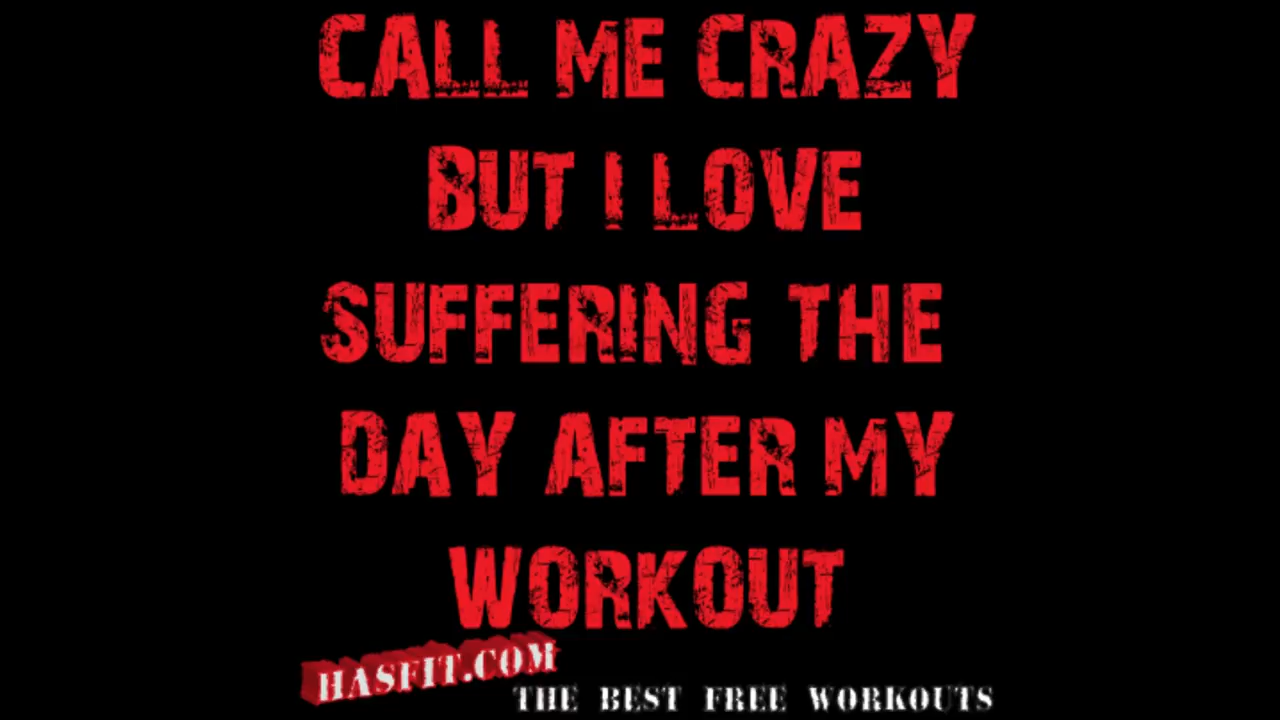 CALL ME CRAZY
BUT I LOVE
SUFFERING THE
DAY AFTER MY
WORKOUT
HASFIT.COM
THE BEST FREE WORKOUTS